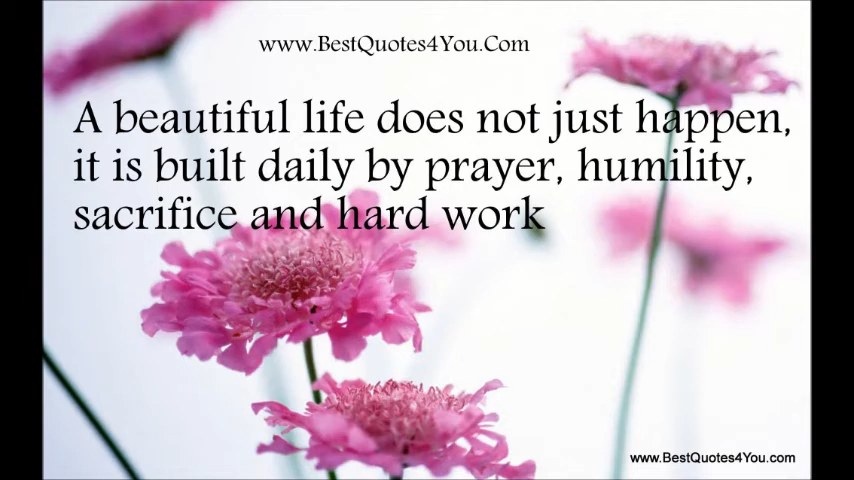 www.BestQuotes4You.Com
A beautiful life does not just happen,
it is built daily by prayer, humility,
sacrifice and hard work
www.BestQuotes4You.com